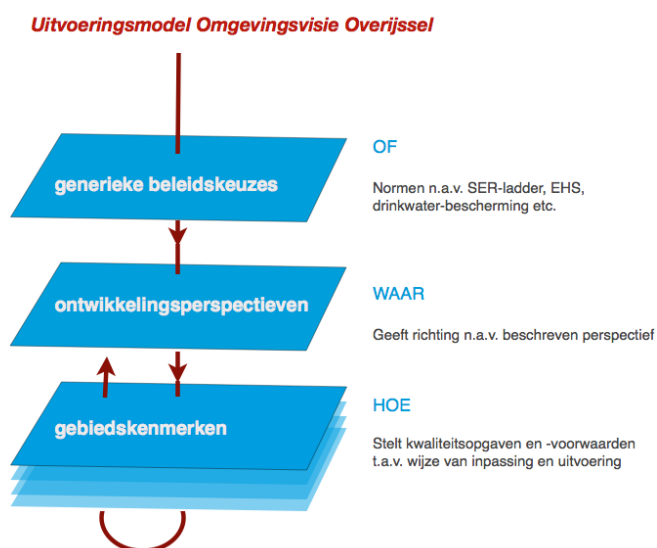 Uitvoeringsmodel Omgevingsvisie Overijssel
generieke beleidskeuzes
OF
Normen n.a.v. SER-ladder, EHS,
drinkwater-bescherming etc.
ontwikkelingsperspectieven
WAAR
Geeft richting n.a.v. beschreven perspectief
gebiedskenmerken
HOE
Stelt kwaliteitsopgaven en -voorwaarden
t.a.v. wijze van inpassing en uitvoering